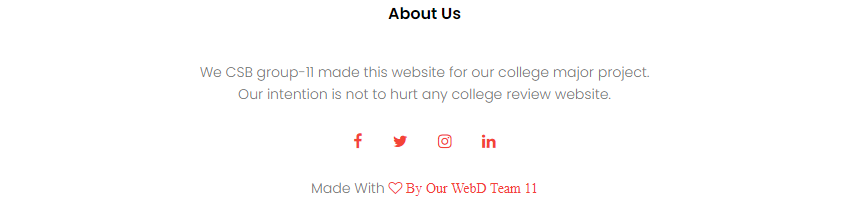 About Us
We CSB group-11 made this website for our college major project.
Our intention is not to hurt any college review website.
Made With ♡ By Our WebD Team 11